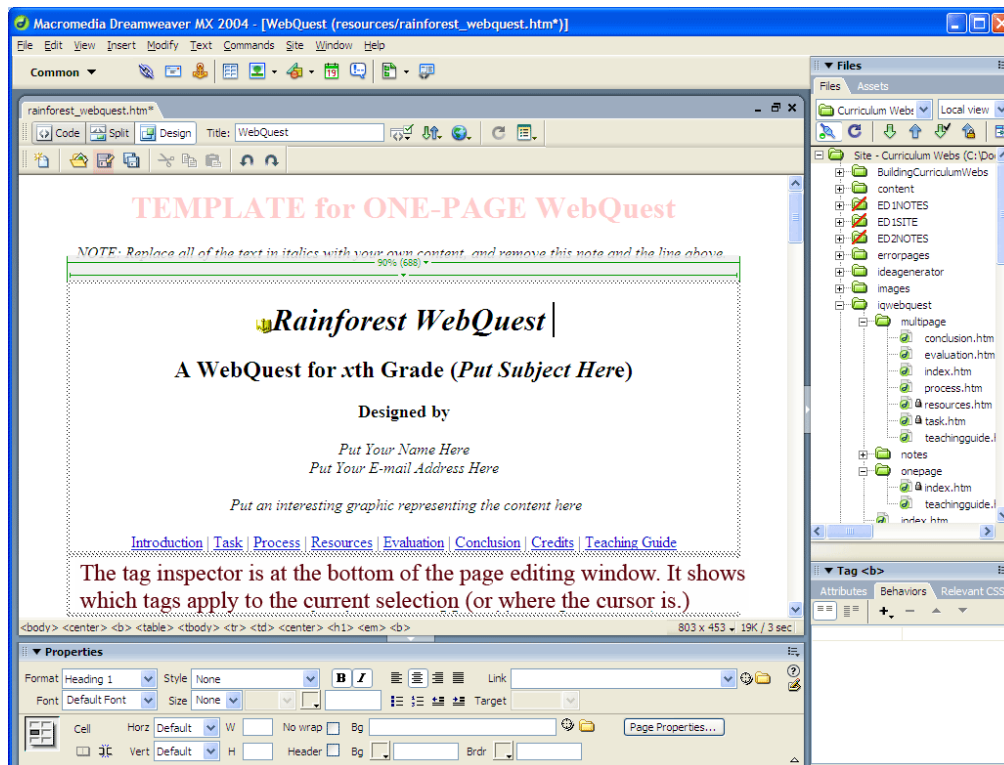 Macromedia Dreamweaver MX 2004 - [WebQuest (resources/rainforest_webquest.htm*)]
File Edit View Insert Modify Text Commands Site Window Help
Common
rainforest_webquest.htm*
Code Split Design Title: WebQuest
TEMPLATE for ONE-PAGE WebQuest
NOTE: Replace all of the text in italics with your own content, and remove this note and the line above.
90% (688)
Rainforest WebQuest
A WebQuest for xth Grade (Put Subject Here)
Designed by
Put Your Name Here
Put Your E-mail Address Here
Put an interesting graphic representing the content here
Introduction | Task | Process | Resources | Evaluation | Conclusion | Credits | Teaching Guide
The tag inspector is at the bottom of the page editing window. It shows
which tags apply to the current selection (or where the cursor is.)
<body> <center> <b> <table> <tbody> <tr> <td> <center> <h1> <em> <b> 803 x 453 19K / 3 sec
Properties
Format Heading 1 Style None B I Link
Font Default Font Size None Target
Cell Horz Default W No wrap Bg Page Properties...
Vert Default H Header Bg Brdr
Files
Files Assets
Curriculum Webs Local view
Site - Curriculum Webs (C:\Do
BuildingCurriculumWebs
content
ED1NOTES
ED1SITE
ED2NOTES
errorpages
ideagenerator
images
iqwebquest
multipage
conclusion.htm
evaluation.htm
index.htm
process.htm
resources.htm
task.htm
teachingguide.h
notes
onepage
index.htm
teachingguide.h
index.htm
Tag <b>
Attributes Behaviors Relevant CSS